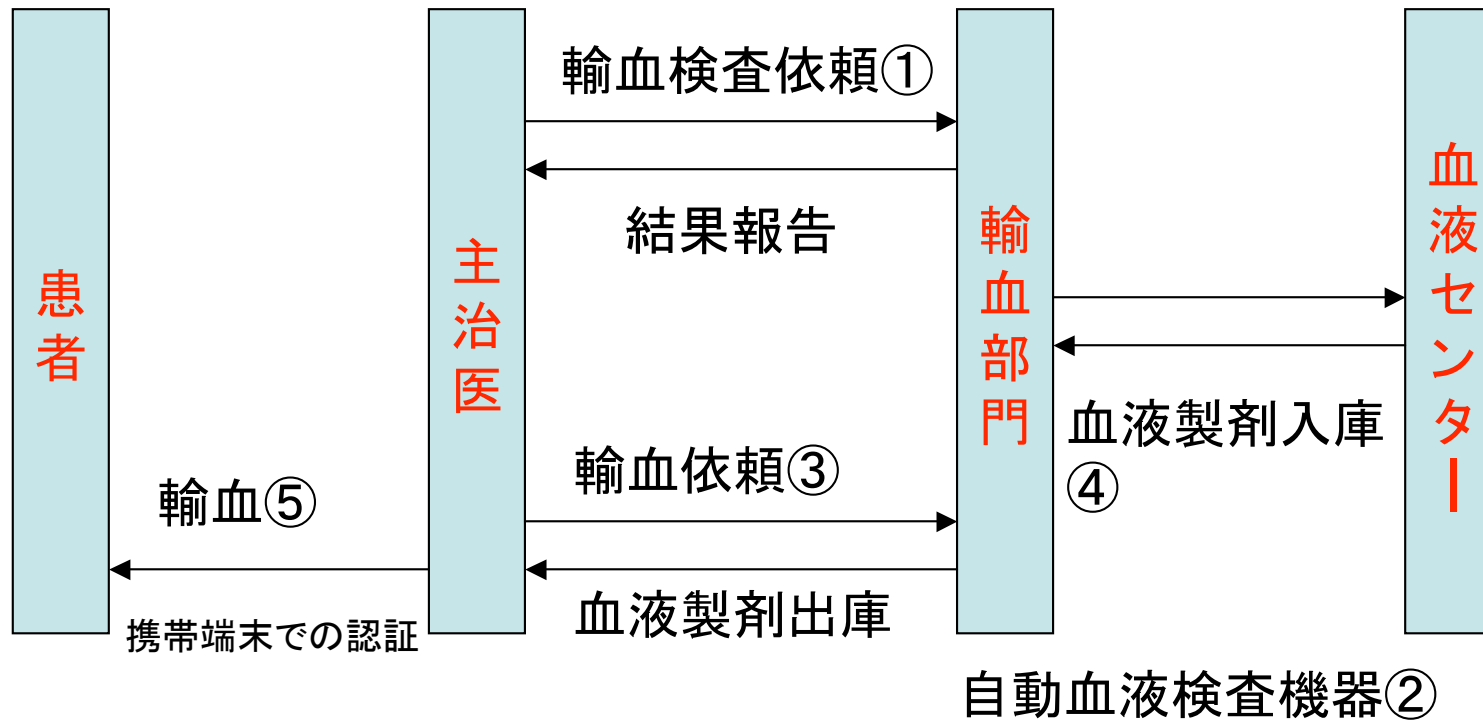 患者
主治医
輸血部門
血液センター
輸血検査依頼①
結果報告
血液製剤入庫
④
輸血依頼③
輸血⑤
血液製剤出庫
携帯端末での認証
自動血液検査機器②